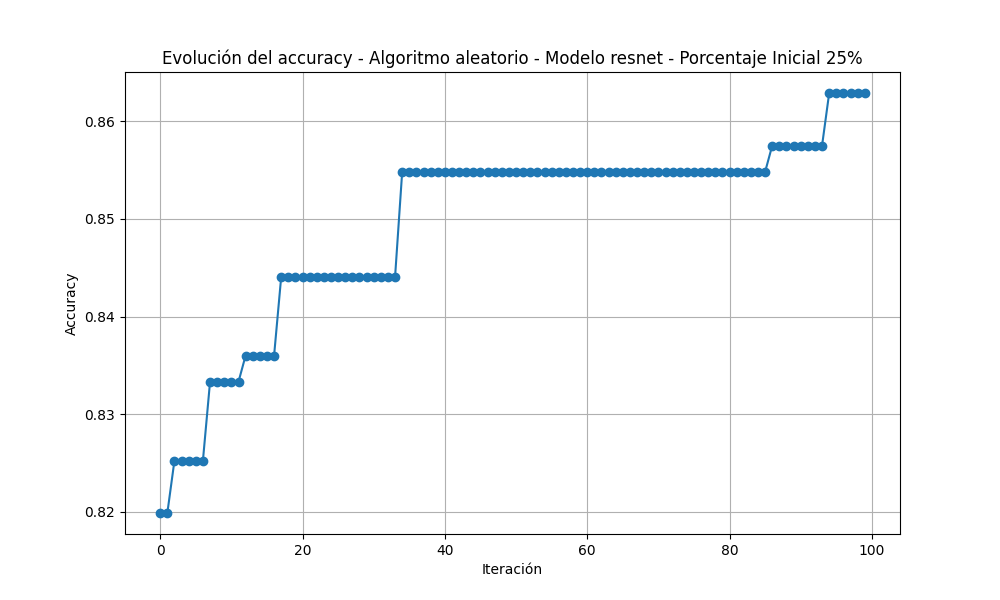 Evolución del accuracy - Algoritmo aleatorio - Modelo resnet - Porcentaje Inicial 25%
0.86
0.85
0.84
0.83
0.82
Accuracy
0 20 40 60 80 100
Iteración